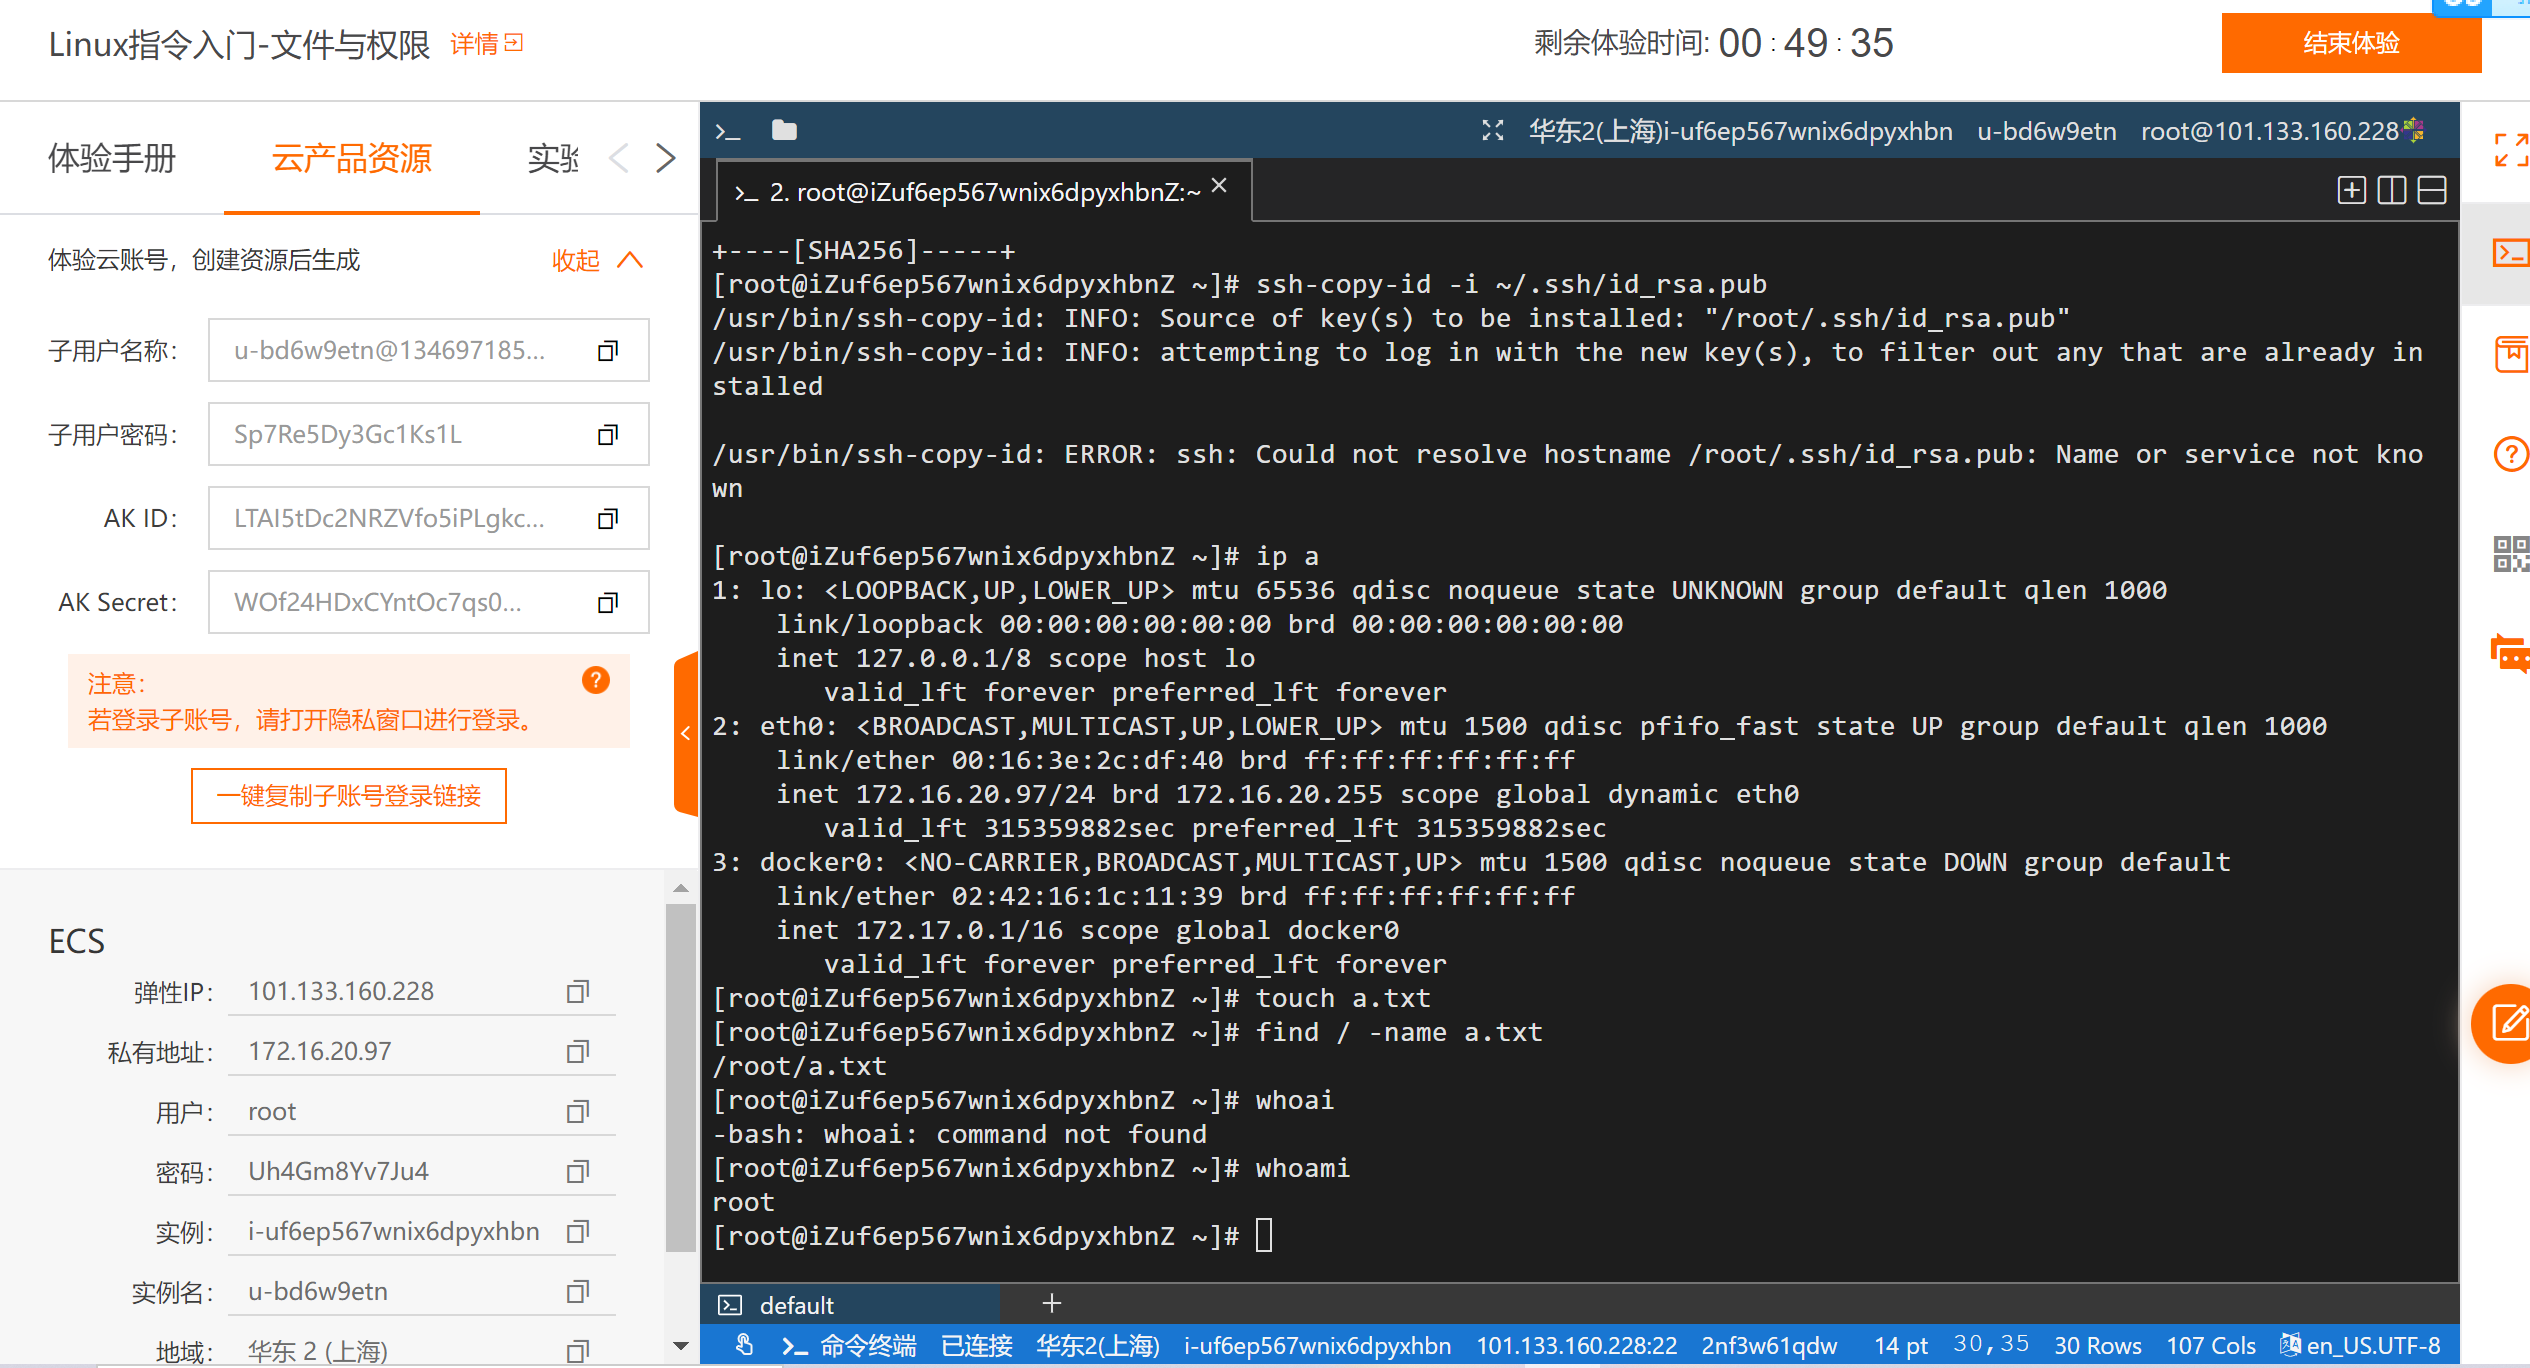 Linux指令入门-文件与权限 详情
剩余体验时间: 00 : 49 : 35
结束体验
体验手册 云产品资源 实验
体验云账号，创建资源后生成 收起
子用户名称： u-bd6w9etn@134697185...
子用户密码： Sp7Re5Dy3Gc1Ks1L
AK ID： LTAI5tDc2NRZVfo5iPLgkc...
AK Secret： WOf24HDxCYntOc7qs0...
注意：
若登录子账号，请打开隐私窗口进行登录。
一键复制子账号登录链接
ECS
弹性IP： 101.133.160.228
私有地址： 172.16.20.97
用户： root
密码： Uh4Gm8Yv7Ju4
实例： i-uf6ep567wnix6dpyxhbn
实例名： u-bd6w9etn
地域： 华东 2 (上海)
华东2(上海)i-uf6ep567wnix6dpyxhbn u-bd6w9etn root@101.133.160.228
2. root@iZuf6ep567wnix6dpyxhbnZ:~
+----[SHA256]-----+
[root@iZuf6ep567wnix6dpyxhbnZ ~]# ssh-copy-id -i ~/.ssh/id_rsa.pub
/usr/bin/ssh-copy-id: INFO: Source of key(s) to be installed: "/root/.ssh/id_rsa.pub"
/usr/bin/ssh-copy-id: INFO: attempting to log in with the new key(s), to filter out any that are already in
stalled
/usr/bin/ssh-copy-id: ERROR: ssh: Could not resolve hostname /root/.ssh/id_rsa.pub: Name or service not kno
wn
[root@iZuf6ep567wnix6dpyxhbnZ ~]# ip a
1: lo: <LOOPBACK,UP,LOWER_UP> mtu 65536 qdisc noqueue state UNKNOWN group default qlen 1000
    link/loopback 00:00:00:00:00:00 brd 00:00:00:00:00:00
    inet 127.0.0.1/8 scope host lo
       valid_lft forever preferred_lft forever
2: eth0: <BROADCAST,MULTICAST,UP,LOWER_UP> mtu 1500 qdisc pfifo_fast state UP group default qlen 1000
    link/ether 00:16:3e:2c:df:40 brd ff:ff:ff:ff:ff:ff
    inet 172.16.20.97/24 brd 172.16.20.255 scope global dynamic eth0
       valid_lft 315359882sec preferred_lft 315359882sec
3: docker0: <NO-CARRIER,BROADCAST,MULTICAST,UP> mtu 1500 qdisc noqueue state DOWN group default
    link/ether 02:42:16:1c:11:39 brd ff:ff:ff:ff:ff:ff
    inet 172.17.0.1/16 scope global docker0
       valid_lft forever preferred_lft forever
[root@iZuf6ep567wnix6dpyxhbnZ ~]# touch a.txt
[root@iZuf6ep567wnix6dpyxhbnZ ~]# find / -name a.txt
/root/a.txt
[root@iZuf6ep567wnix6dpyxhbnZ ~]# whoai
-bash: whoai: command not found
[root@iZuf6ep567wnix6dpyxhbnZ ~]# whoami
root
[root@iZuf6ep567wnix6dpyxhbnZ ~]#
default
命令终端 已连接 华东2(上海) i-uf6ep567wnix6dpyxhbn 101.133.160.228:22 2nf3w61qdw 14 pt 30,35 30 Rows 107 Cols en_US.UTF-8